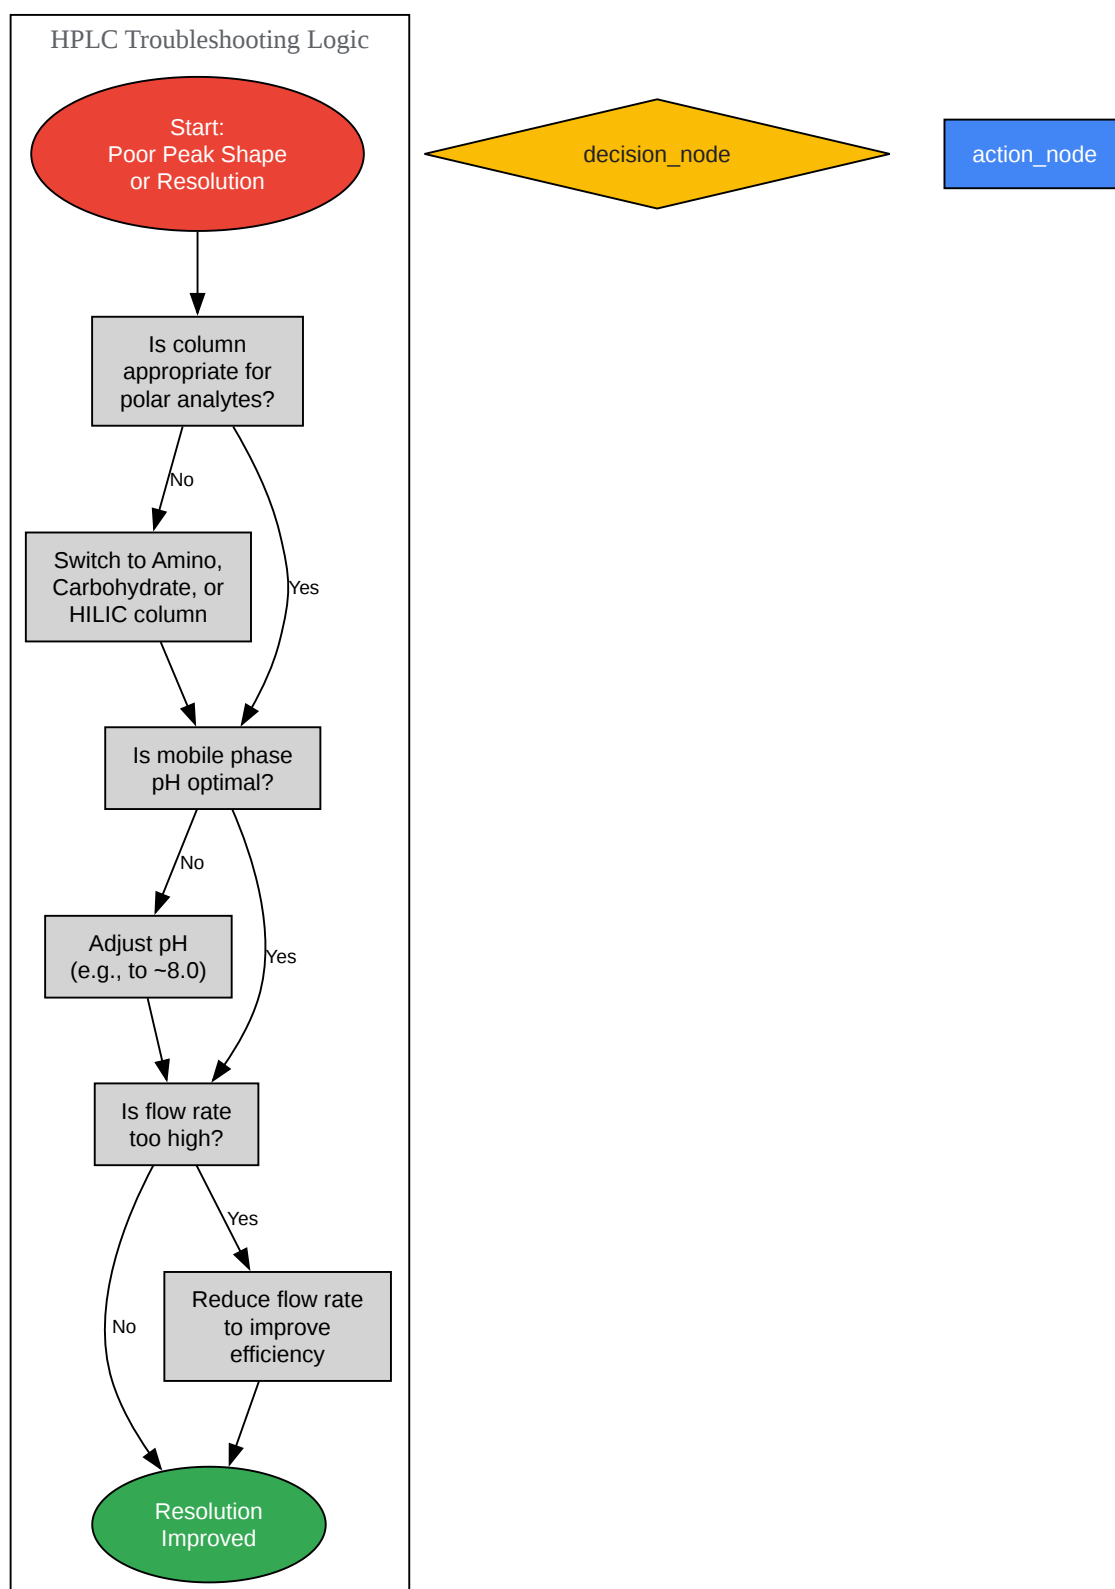 HPLC Troubleshooting Logic
Start:
Poor Peak Shape
or Resolution
decision_node
action_node
Is column
appropriate for
polar analytes?
No
Switch to Amino,
Carbohydrate, or
HILIC column
Yes
Is mobile phase
pH optimal?
No
Adjust pH
(e.g., to ~8.0)
Yes
Is flow rate
too high?
Yes
Reduce flow rate
to improve
efficiency
No
Resolution
Improved